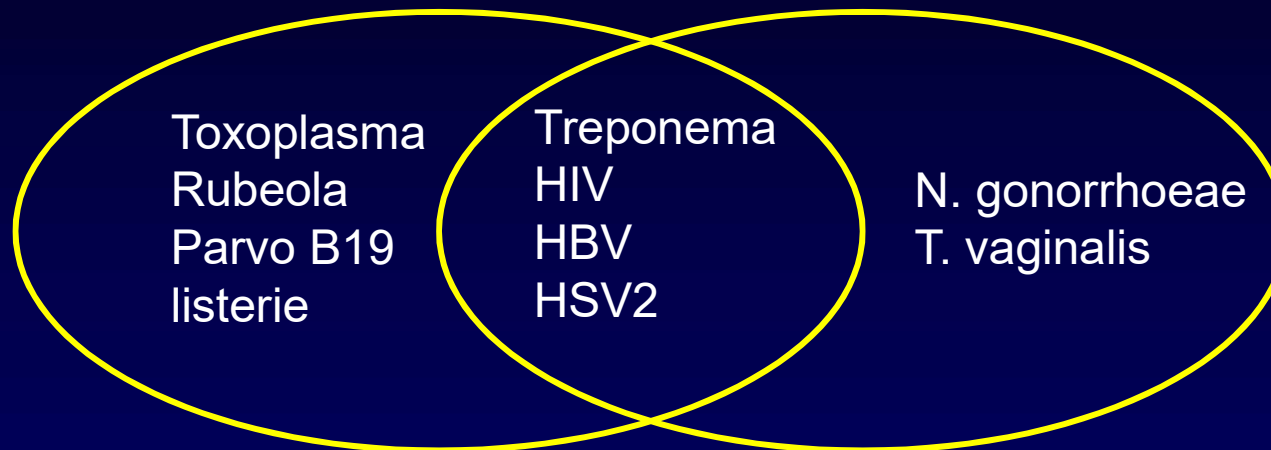 Toxoplasma
Rubeola
Parvo B19
listerie
Treponema
HIV
HBV
HSV2
N. gonorrhoeae
T. vaginalis